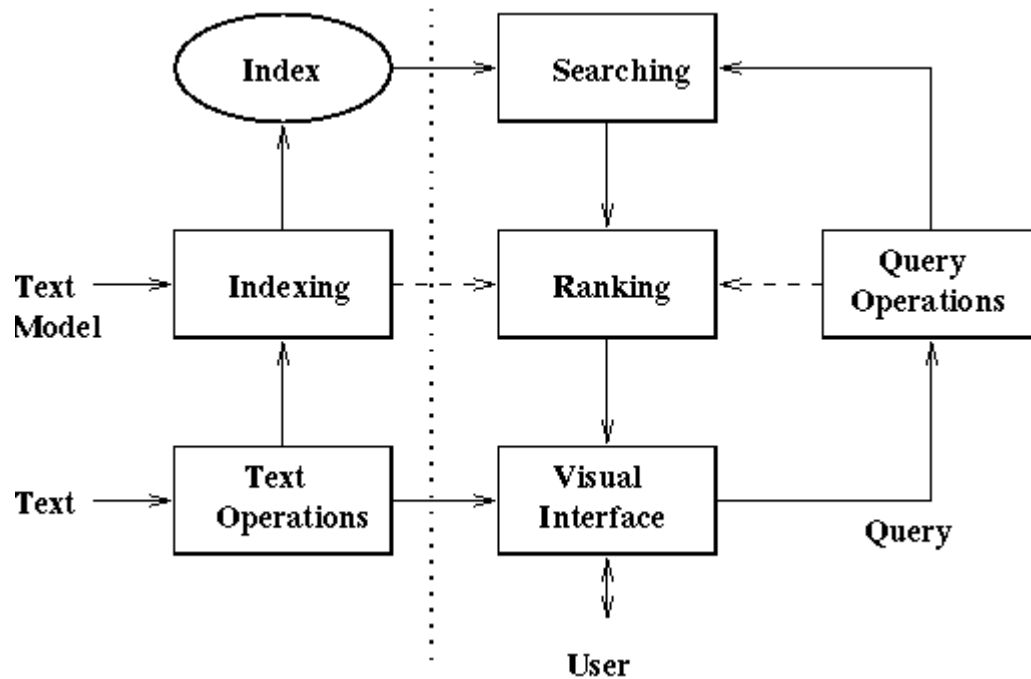 Index
Searching
Text
Model
Indexing
Ranking
Query
Operations
Text
Text
Operations
Visual
Interface
Query
User